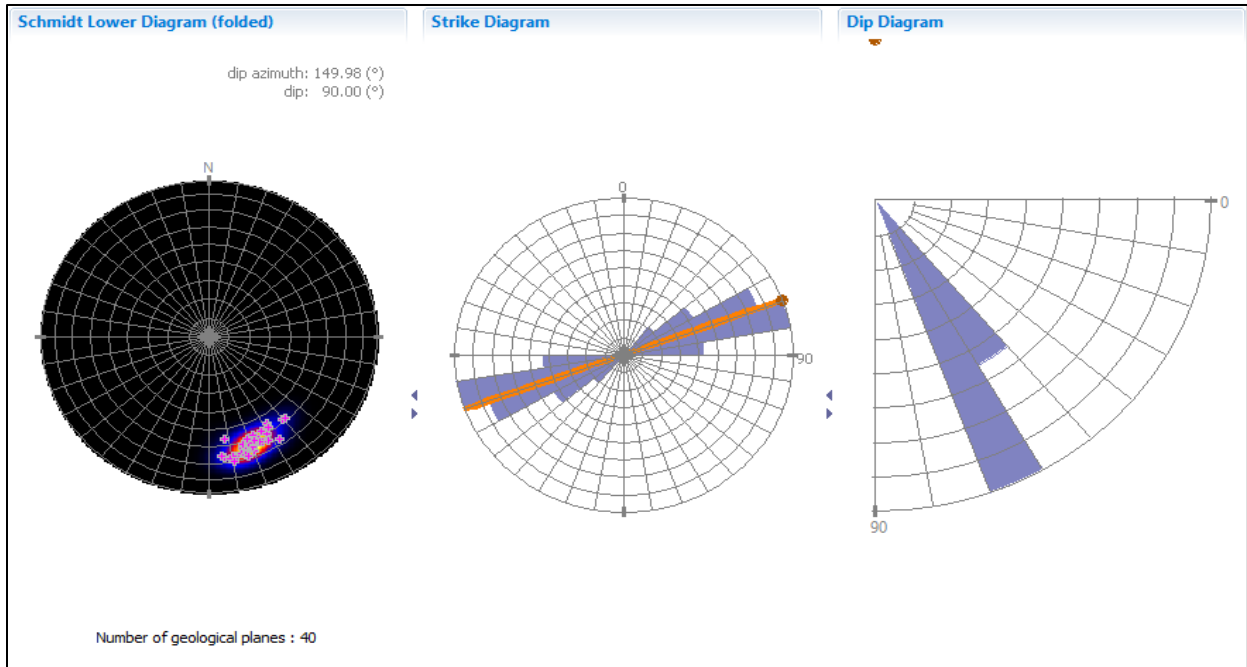 Schmidt Lower Diagram (folded)
dip azimuth: 149.98 (°)
dip: 90.00 (°)
N
Number of geological planes : 40
Strike Diagram
0
90
Dip Diagram
0
90